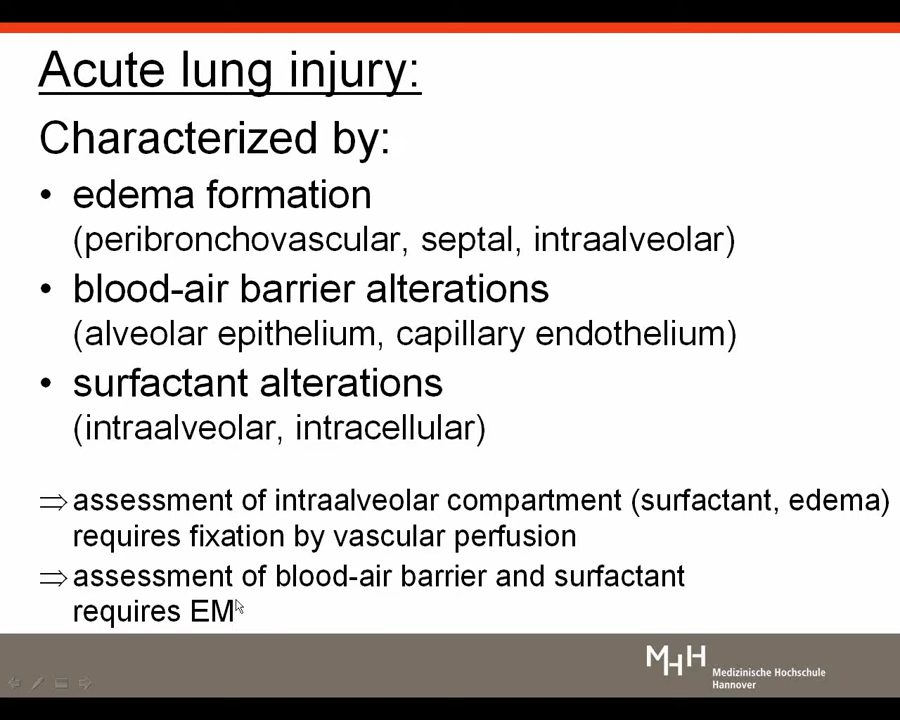 Acute lung injury:
Characterized by:
• edema formation
(peribronchovascular, septal, intraalveolar)
• blood-air barrier alterations
(alveolar epithelium, capillary endothelium)
• surfactant alterations
(intraalveolar, intracellular)
⇒ assessment of intraalveolar compartment (surfactant, edema)
requires fixation by vascular perfusion
⇒ assessment of blood-air barrier and surfactant
requires EM
MHH
Medizinische Hochschule
Hannover